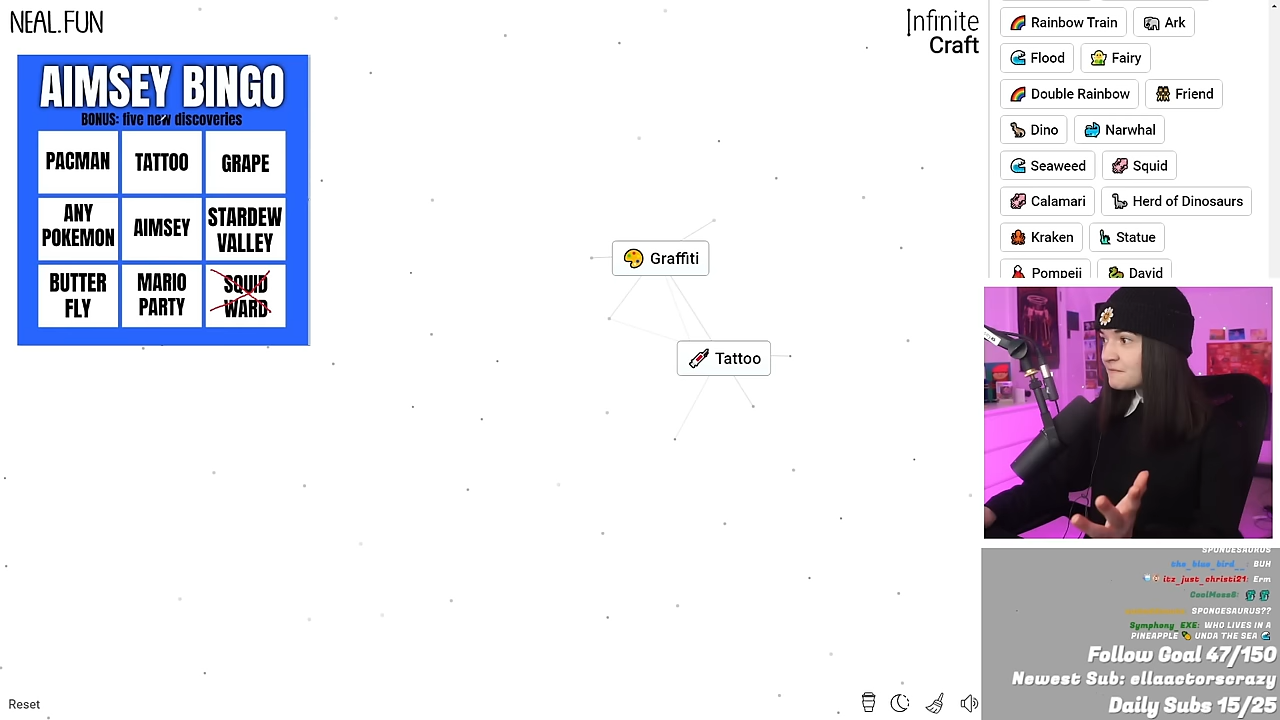 NEAL.FUN
Infinite
Craft
AIMSEY BINGO
BONUS: five new discoveries
PACMAN
TATTOO
GRAPE
ANY
POKEMON
AIMSEY
STARDEW
VALLEY
BUTTER
FLY
MARIO
PARTY
SQUID
WARD
Graffiti
Tattoo
Rainbow Train
Ark
Flood
Fairy
Double Rainbow
Friend
Dino
Narwhal
Seaweed
Squid
Calamari
Herd of Dinosaurs
Kraken
Statue
Pompeii
David
SPONGESAURUS
the_blue_bird__: BUH
itz_just_christi21: Erm
CoolMoss8:
SPONGESAURUS??
Symphony_EXE: WHO LIVES IN A
PINEAPPLE 🍍 UNDA THE SEA 🌊
Follow Goal 47/150
Newest Sub: ellaactorscrazy
Daily Subs 15/25
Reset